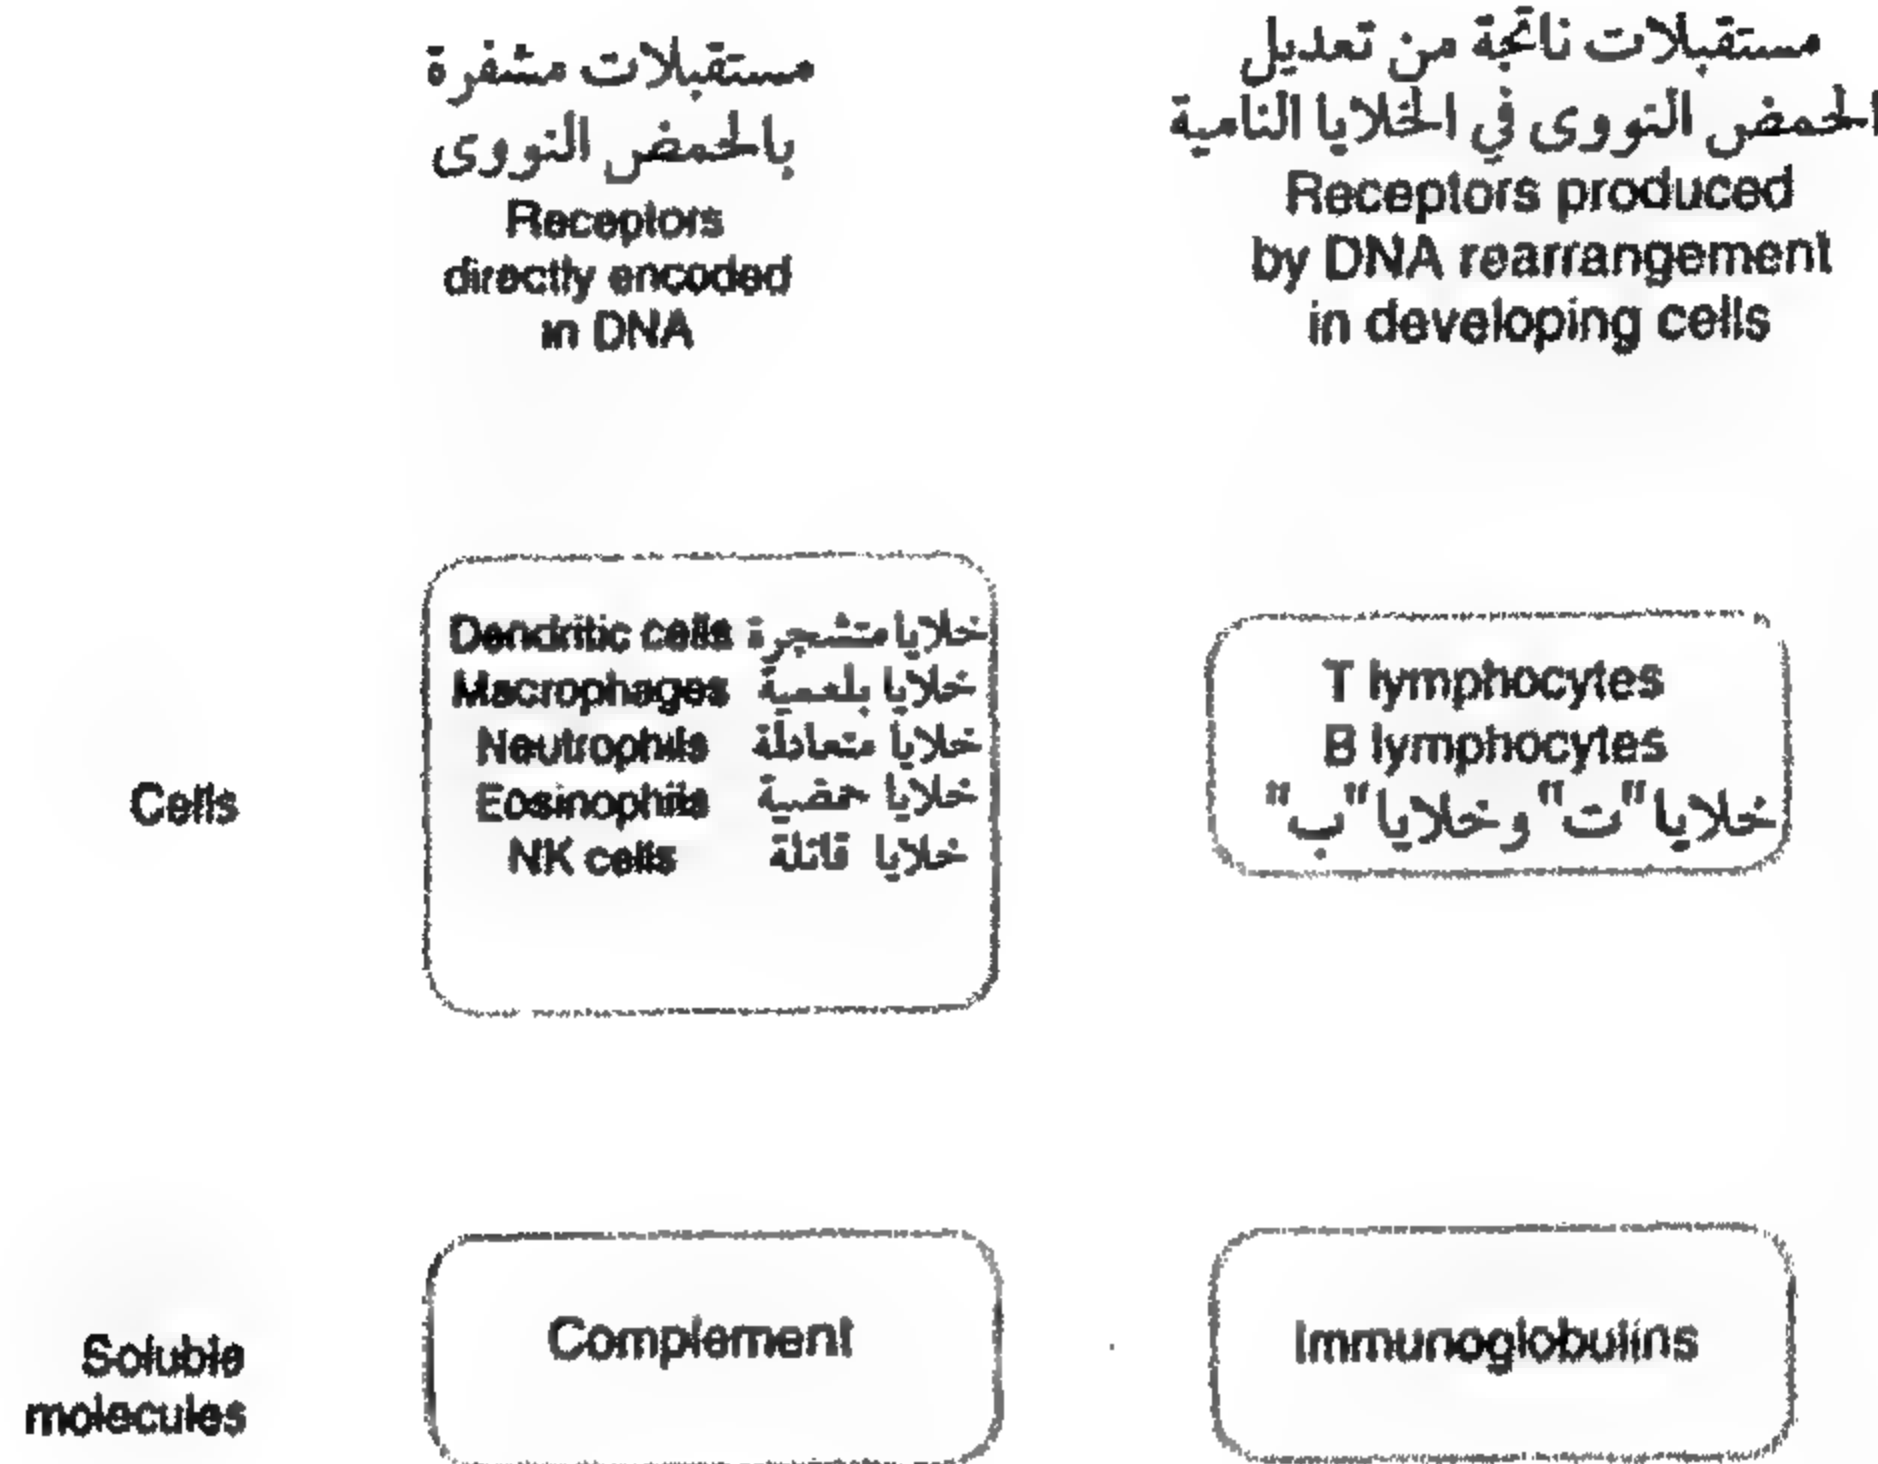 مستقبلات مشفرة
بالحمض النووى
Receptors
directly encoded
in DNA
مستقبلات ناتجة من تعديل
الحمض النووى في الخلايا النامية
Receptors produced
by DNA rearrangement
in developing cells
Cells
Dendritic cells خلايا متشجرة
Macrophages خلايا بلعمية
Neutrophils خلايا متعادلة
Eosinophils خلايا حمضية
NK cells خلايا قاتلة
T lymphocytes
B lymphocytes
خلايا "ت" وخلايا "ب"
Soluble
molecules
Complement
Immunoglobulins